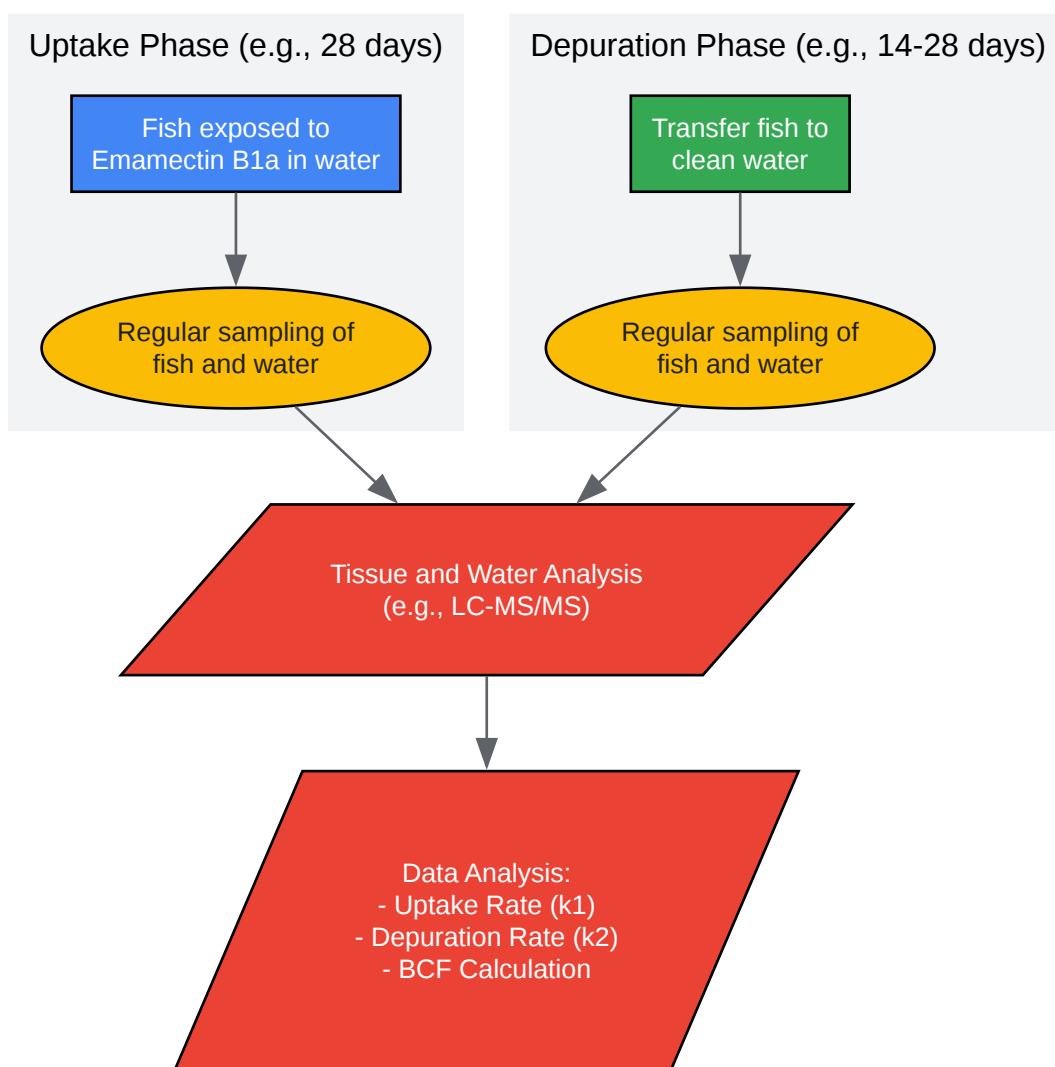 Uptake Phase (e.g., 28 days)
Fish exposed to
Emamectin B1a in water
Regular sampling of
fish and water
Depuration Phase (e.g., 14-28 days)
Transfer fish to
clean water
Regular sampling of
fish and water
Tissue and Water Analysis
(e.g., LC-MS/MS)
Data Analysis:
- Uptake Rate (k1)
- Depuration Rate (k2)
- BCF Calculation